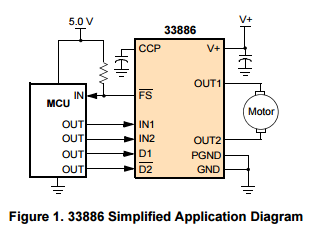 5.0 V
33886
V+
CCP
V+
IN
FS
MCU
OUT1
Motor
OUT
IN1
OUT
IN2
OUT2
OUT
D1
PGND
OUT
D2
GND
Figure 1. 33886 Simplified Application Diagram